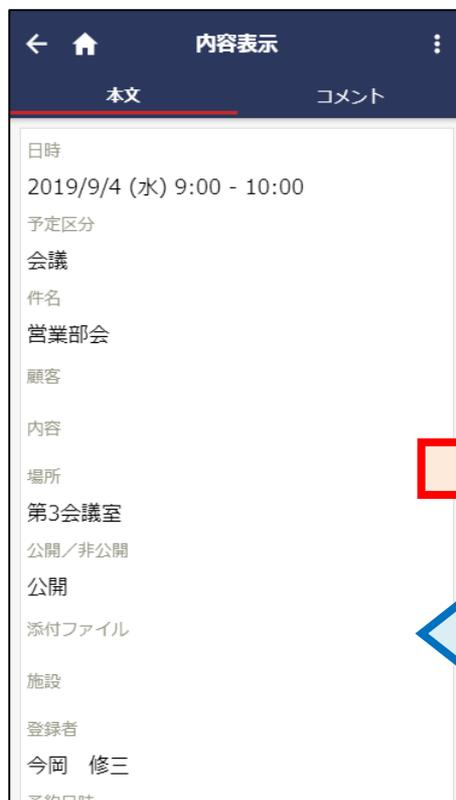 内容表示
本文 コメント
日時
2019/9/4 (水) 9:00 - 10:00
予定区分
会議
件名
営業部会
顧客
内容
場所
第3会議室
公開／非公開
公開
添付ファイル
施設
登録者
今岡　修三